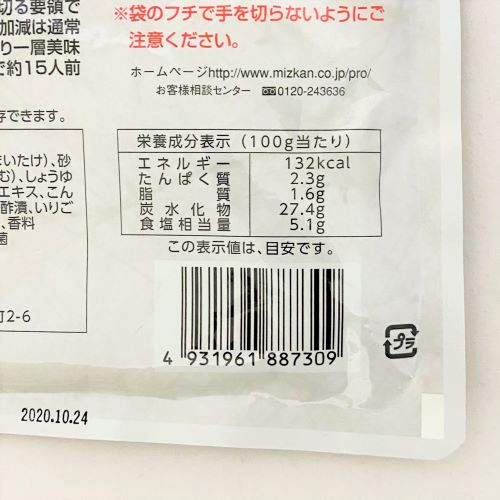 切る要領で
加減は通常
り一層美味
で約15人前
※袋のフチで手を切らないようにご
注意ください。
ホームページhttp://www.mizkan.co.jp/pro/
お客様相談センター 0120-243636
存できます。
まいたけ)、砂
む)、しょうゆ
エキス、こん
酢漬、いりご
、香料
菌
町2-6
栄養成分表示(100g当たり)
エネルギー 132kcal
たんぱく質 2.3g
脂質 1.6g
炭水化物 27.4g
食塩相当量 5.1g
この表示値は、目安です。
4 931961 887309
プラ
2020.10.24